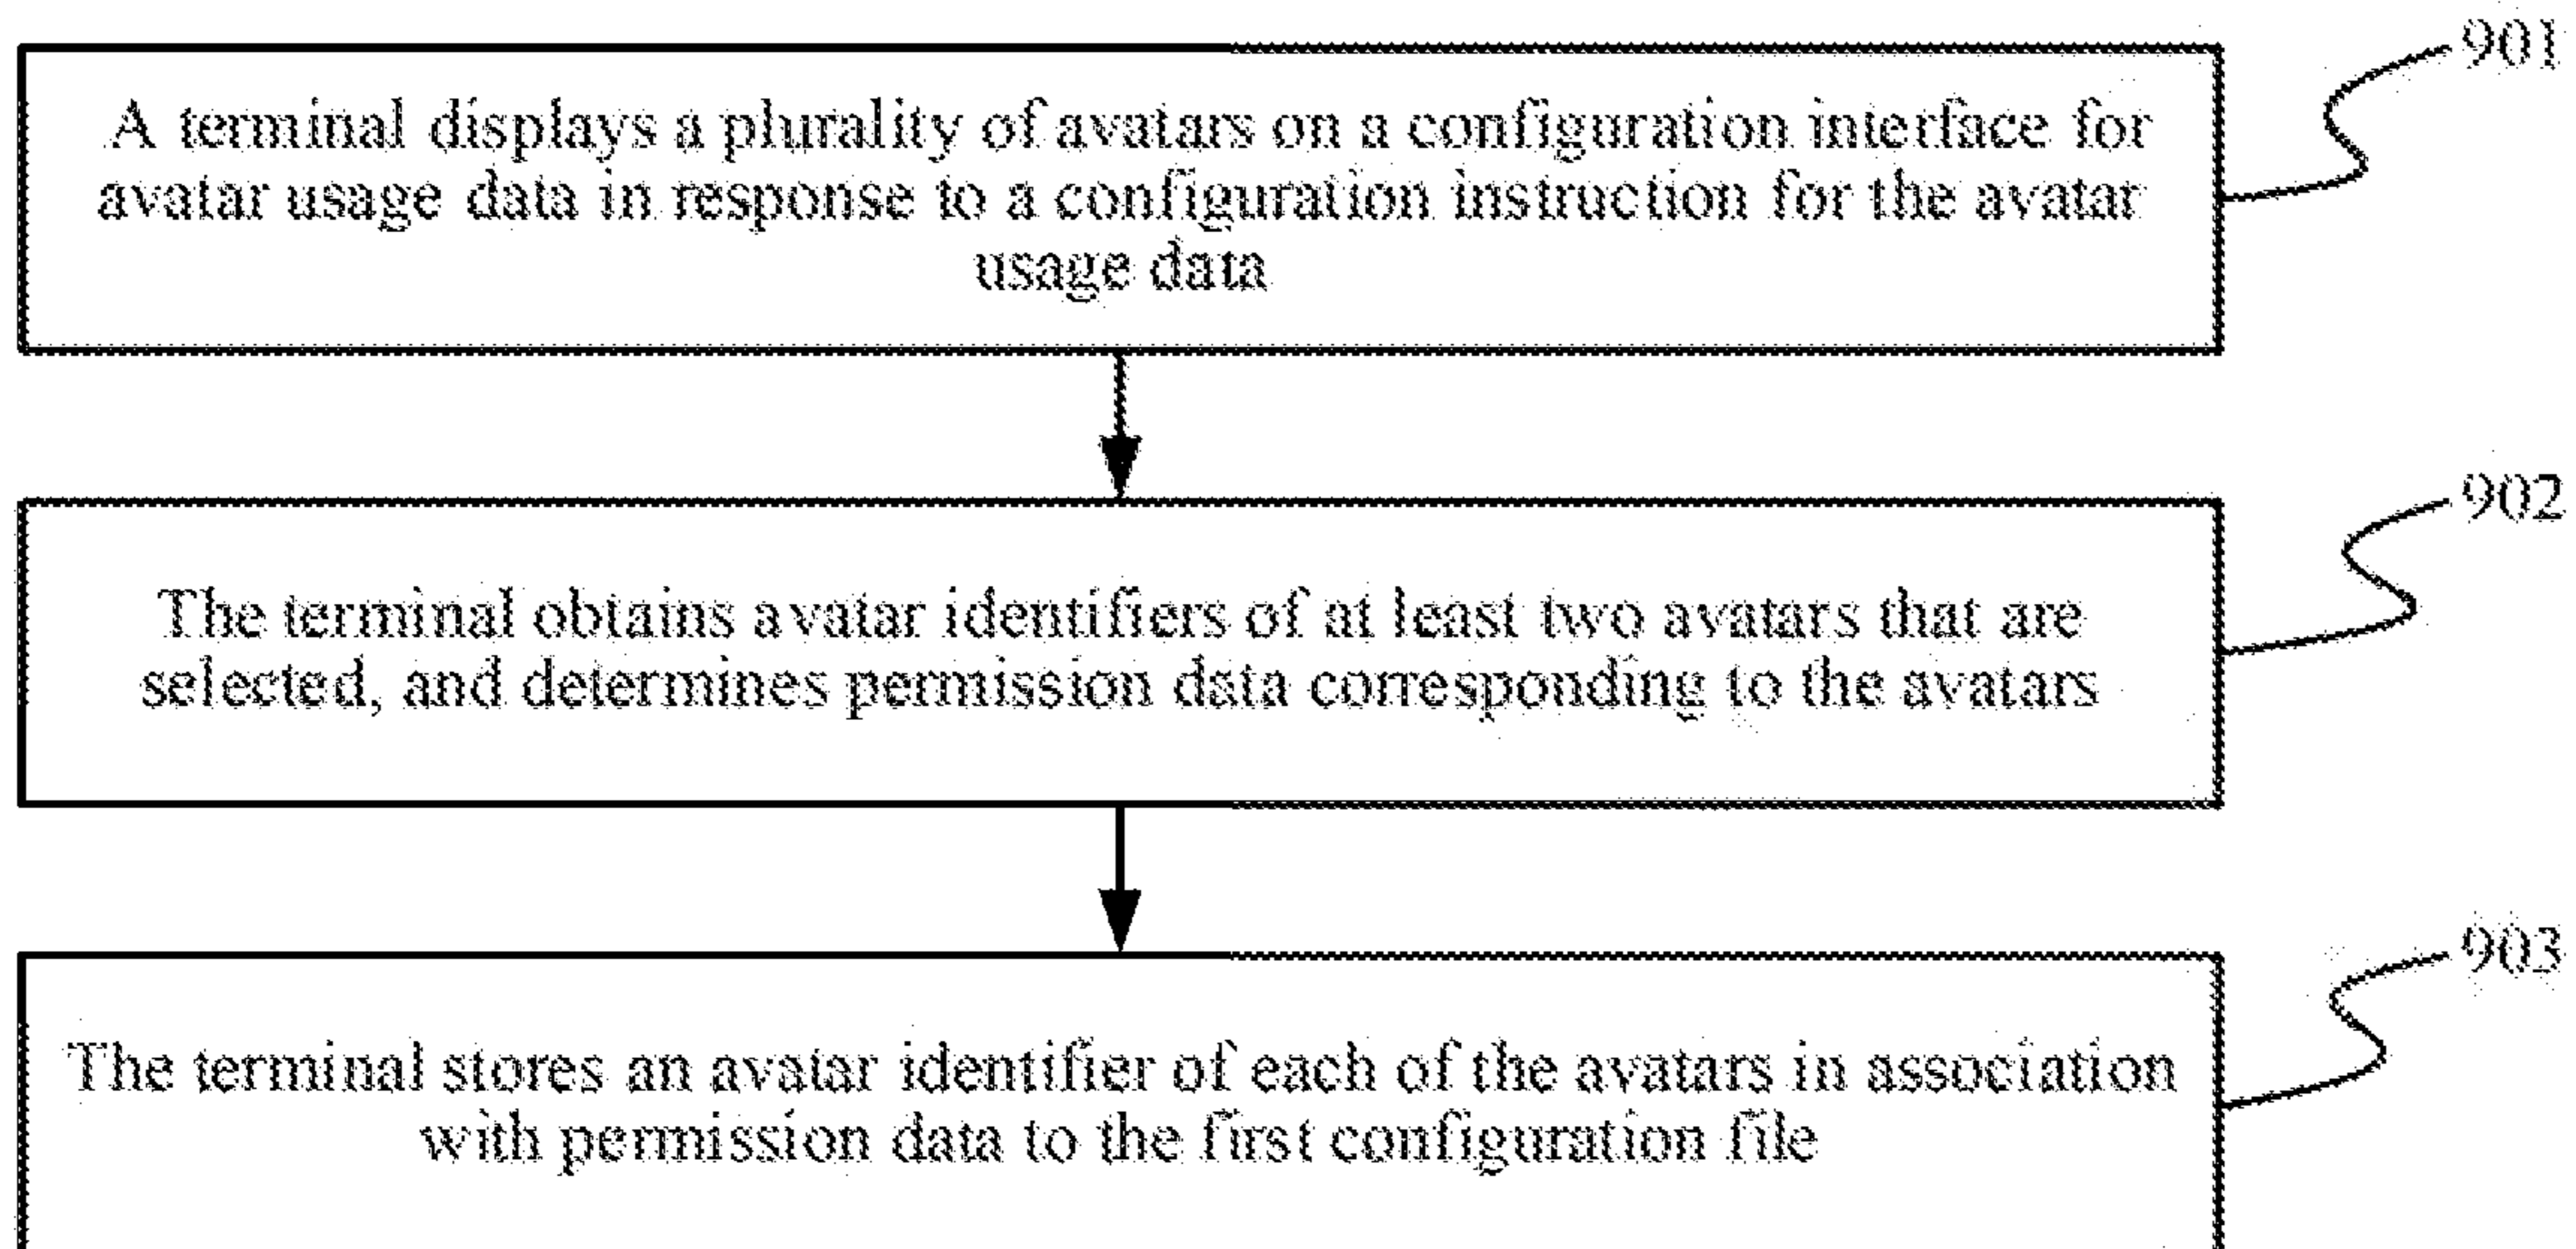 901
A terminal displays a plurality of avatars on a configuration interface for
avatar usage data in response to a configuration instruction for the avatar
usage data
902
The terminal obtains avatar identifiers of at least two avatars that are
selected, and determines permission data corresponding to the avatars
903
The terminal stores an avatar identifier of each of the avatars in association
with permission data to the first configuration file